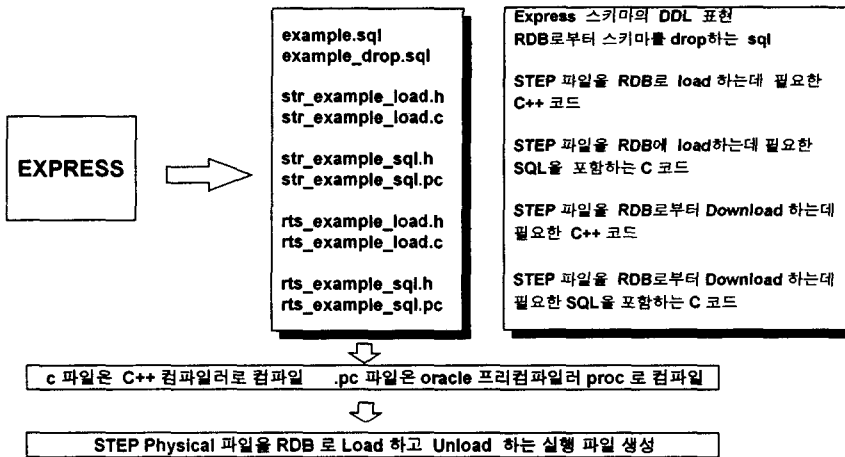 EXPRESS
example.sql
example_drop.sql
str_example_load.h
str_example_load.c
str_example_sql.h
str_example_sql.pc
rts_example_load.h
rts_example_load.c
rts_example_sql.h
rts_example_sql.pc
Express 스키마의 DDL 표현
RDB로부터 스키마를 drop하는 sql
STEP 파일을 RDB로 load 하는데 필요한
C++ 코드
STEP 파일을 RDB에 load하는데 필요한
SQL을 포함하는 C 코드
STEP 파일을 RDB로부터 Download 하는데
필요한 C++ 코드
STEP 파일을 RDB로부터 Download 하는데
필요한 SQL을 포함하는 C 코드
c 파일은 C++ 컴파일러로 컴파일 .pc 파일은 oracle 프리컴파일러 proc 로 컴파일
STEP Physical 파일을 RDB 로 Load 하고 Unload 하는 실행 파일 생성